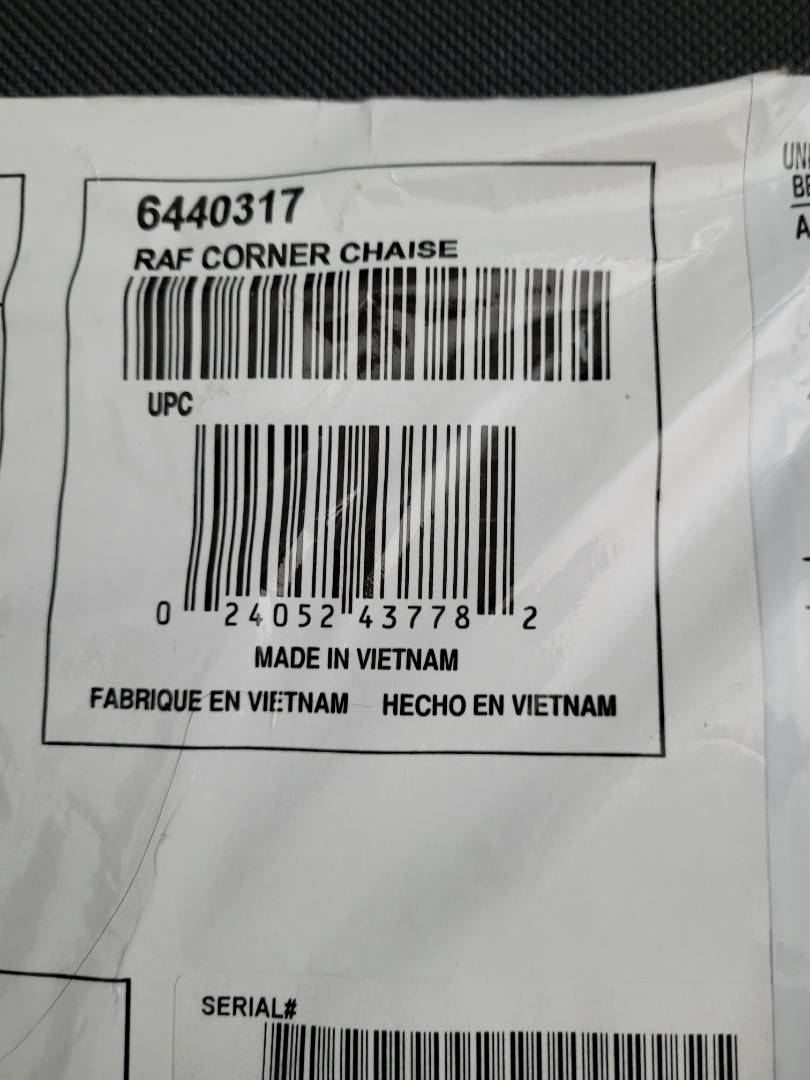 6440317
RAF CORNER CHAISE
UPC
0 24052 43778 2
MADE IN VIETNAM
FABRIQUE EN VIETNAM HECHO EN VIETNAM
SERIAL#